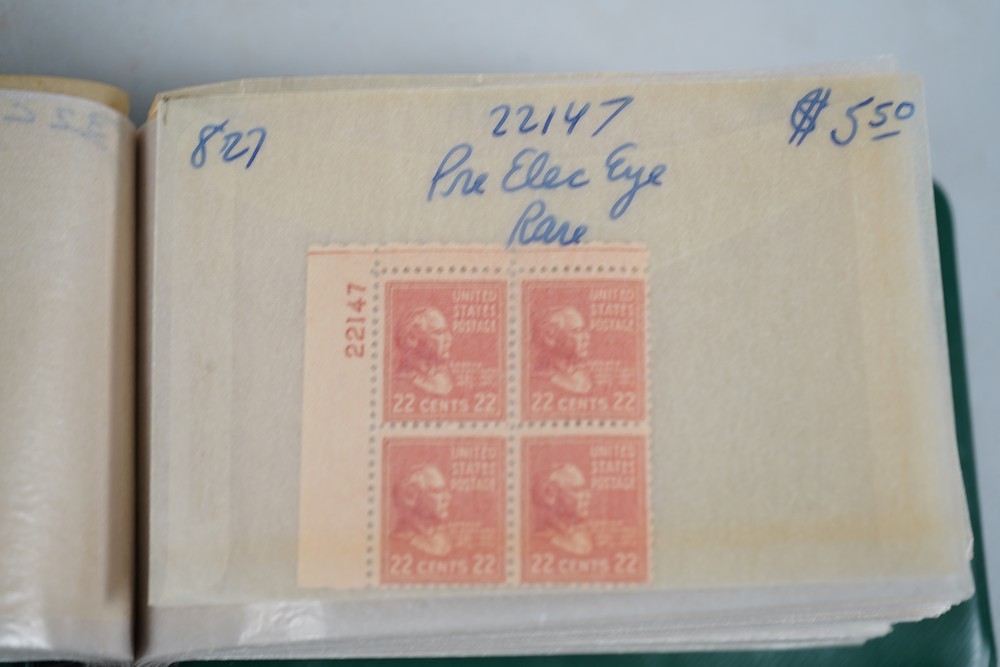 827
22147
$5.50
Pre Elec Eye
Rare
22147
UNITED
STATES
POSTAGE
22 CENTS 22
UNITED
STATES
POSTAGE
22 CENTS 22
UNITED
STATES
POSTAGE
22 CENTS 22
UNITED
STATES
POSTAGE
22 CENTS 22